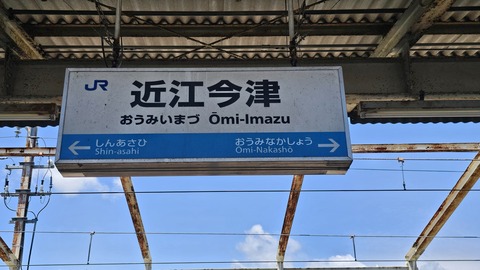 JR 近江今津
おうみいまづ Ōmi-Imazu
← しんあさひ おうみなかしょう →
Shin-asahi Ōmi-Nakashō